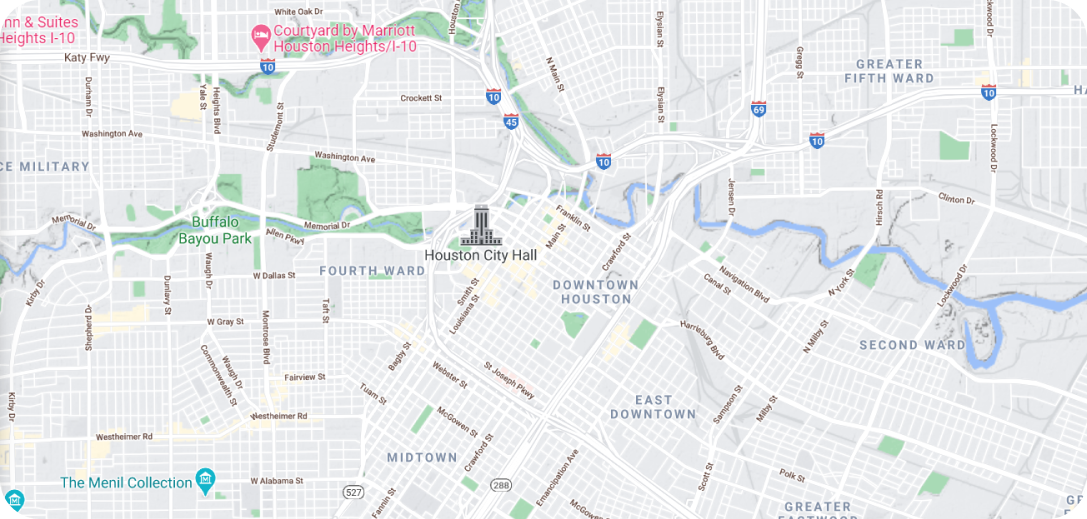 White Oak Dr
Houston Av
nn & Suites
Heights I-10
Courtyard by Marriott
Houston Heights/I-10
Katy Fwy
10
Elysian St
Lockwood Dr
Gregg St
GREATER
FIFTH WARD
N Main St
Durham Dr
Yale St
Heights Blvd
Studemont St
Crockett St
10
45
Elysian St
69
10
HA
10
Washington Ave
Washington Ave
10
Lockwood Dr
CE MILITARY
Jensen Dr
Hirsch Rd
Clinton Dr
Memorial Dr
Buffalo
Bayou Park
Memorial Dr
Allen Pkwy
Franklin St
Main St
Crawford St
Houston City Hall
FOURTH WARD
W Dallas St
Waugh Dr
Dunlavy St
Kirby Dr
Smith St
Louisiana St
DOWNTOWN
HOUSTON
Navigation Blvd
Canal St
N York St
Lockwood Dr
Taft St
Montrose Blvd
Shepherd D
W Gray St
Harrisburg Blvd
N Milby St
SECOND WARD
Commonwealth St
Waugh Dr
Bagby St
St Joseph Pkwy
Webster St
Fairview St
Tuam St
EAST
DOWNTOWN
Sampson St
Milby St
Kirby Dr
Westheimer Rd
Westheimer Rd
McGowen St
Crawford St
MIDTOWN
The Menil Collection
W Alabama St
527
288
Fannin St
Emancipation Ave
McGowe
Scott St
Polk St
GREATER
EASTWOOD
GR